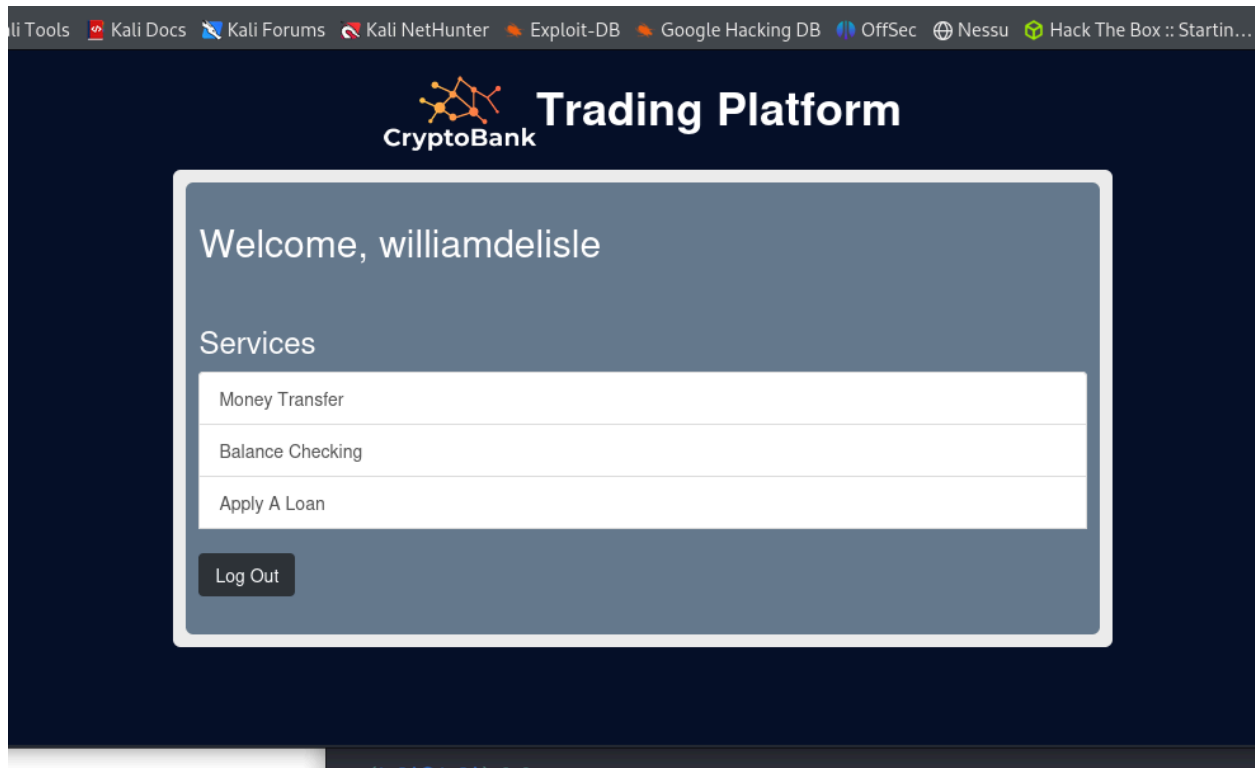 li Tools Kali Docs Kali Forums Kali NetHunter Exploit-DB Google Hacking DB OffSec Nessu Hack The Box :: Startin...
CryptoBank Trading Platform
Welcome, williamdelisle
Services
Money Transfer
Balance Checking
Apply A Loan
Log Out